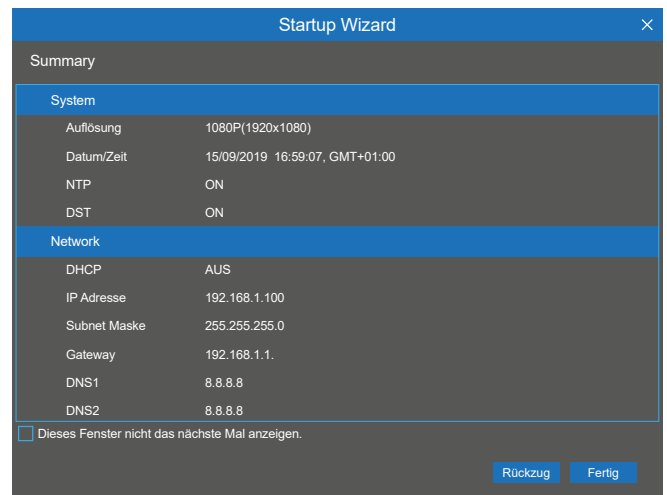 Startup Wizard
Summary
System
Auflösung 1080P(1920x1080)
Datum/Zeit 15/09/2019 16:59:07, GMT+01:00
NTP ON
DST ON
Network
DHCP AUS
IP Adresse 192.168.1.100
Subnet Maske 255.255.255.0
Gateway 192.168.1.1.
DNS1 8.8.8.8
DNS2 8.8.8.8
Dieses Fenster nicht das nächste Mal anzeigen.
Rückzug Fertig